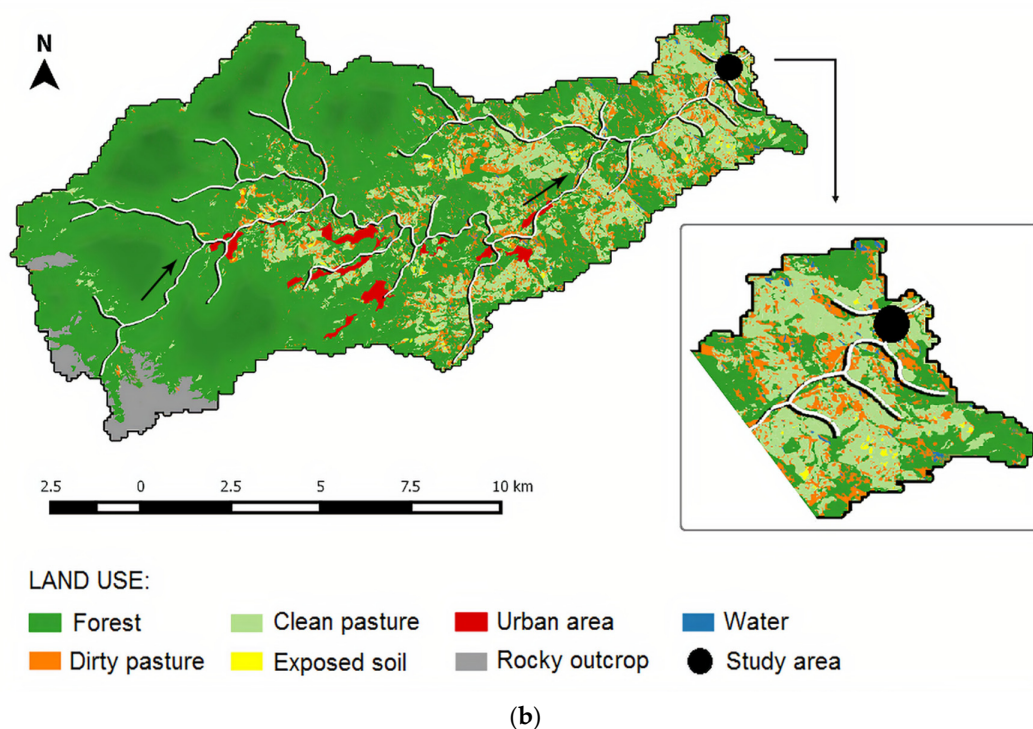 N
2.5 0 2.5 5 7.5 10 km
LAND USE:
Forest Clean pasture Urban area Water
Dirty pasture Exposed soil Rocky outcrop Study area
(b)